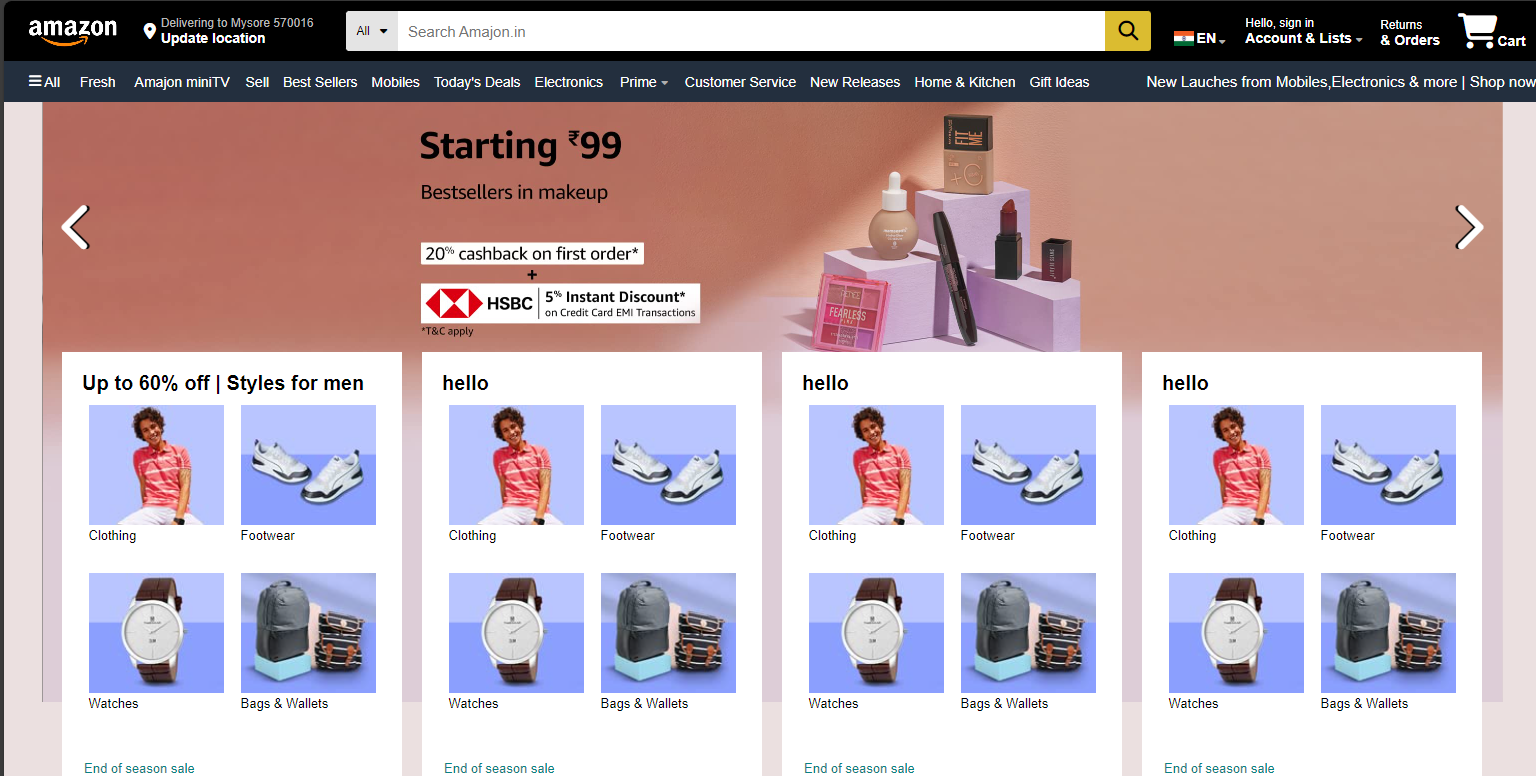 amazon
Delivering to Mysore 570016
Update location
All
Search Amajon.in
EN
Hello, sign in
Account & Lists
Returns
& Orders
Cart
All Fresh Amajon miniTV Sell Best Sellers Mobiles Today's Deals Electronics Prime Customer Service New Releases Home & Kitchen Gift Ideas New Lauches from Mobiles,Electronics & more | Shop now
Starting ₹99
Bestsellers in makeup
20% cashback on first order*
+
HSBC
5% Instant Discount*
on Credit Card EMI Transactions
*T&C apply
FIT
ME
FEARLESS
Up to 60% off | Styles for men
Clothing Footwear
Watches Bags & Wallets
End of season sale
hello
Clothing Footwear
Watches Bags & Wallets
End of season sale
hello
Clothing Footwear
Watches Bags & Wallets
End of season sale
hello
Clothing Footwear
Watches Bags & Wallets
End of season sale